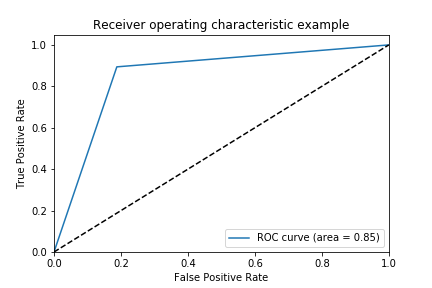 Receiver operating characteristic example
1.0
0.8
0.6
0.4
0.2
0.0
True Positive Rate
ROC curve (area = 0.85)
0.0 0.2 0.4 0.6 0.8 1.0
False Positive Rate